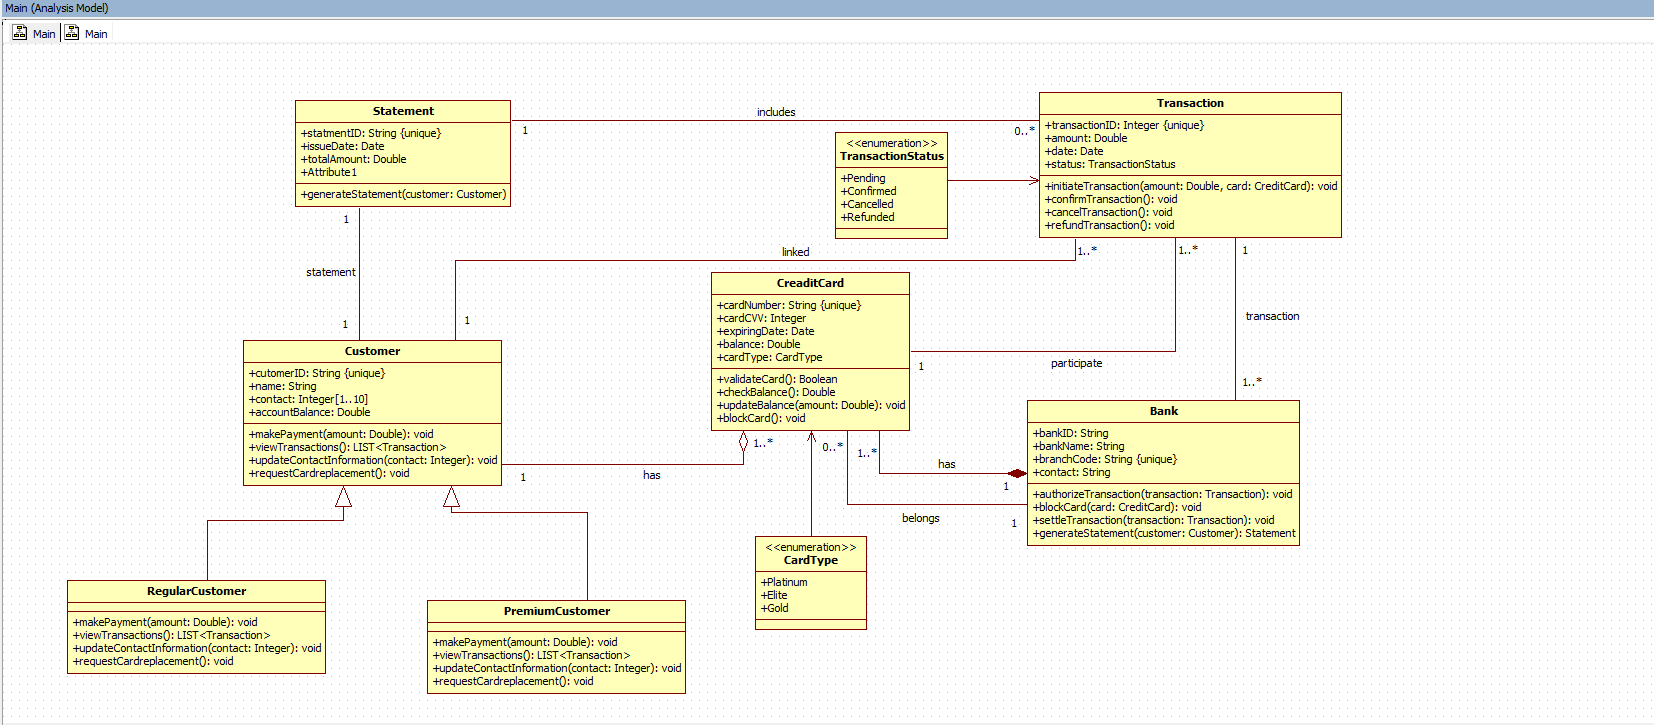 Main (Analysis Model)
Main
Main
Statement
+statmentID: String {unique}
+issueDate: Date
+totalAmount: Double
+Attribute1
+generateStatement(customer: Customer)
includes
1
0..*
Transaction
+transactionID: Integer {unique}
+amount: Double
+date: Date
+status: TransactionStatus
+initiateTransaction(amount: Double, card: CreditCard): void
+confirmTransaction(): void
+cancelTransaction(): void
+refundTransaction(): void
<<enumeration>>
TransactionStatus
+Pending
+Confirmed
+Cancelled
+Refunded
1
statement
1
linked
1
1..*
1..*
1
transaction
1..*
participate
1
CreaditCard
+cardNumber: String {unique}
+cardCVV: Integer
+expiringDate: Date
+balance: Double
+cardType: CardType
+validateCard(): Boolean
+checkBalance(): Double
+updateBalance(amount: Double): void
+blockCard(): void
Customer
+cutomerID: String {unique}
+name: String
+contact: Integer[1..10]
+accountBalance: Double
+makePayment(amount: Double): void
+viewTransactions(): LIST<Transaction>
+updateContactInformation(contact: Integer): void
+requestCardreplacement(): void
1
has
1..*
0..*
1..*
has
1
belongs
1
Bank
+bankID: String
+bankName: String
+branchCode: String {unique}
+contact: String
+authorizeTransaction(transaction: Transaction): void
+blockCard(card: CreditCard): void
+settleTransaction(transaction: Transaction): void
+generateStatement(customer: Customer): Statement
<<enumeration>>
CardType
+Platinum
+Elite
+Gold
RegularCustomer
+makePayment(amount: Double): void
+viewTransactions(): LIST<Transaction>
+updateContactInformation(contact: Integer): void
+requestCardreplacement(): void
PremiumCustomer
+makePayment(amount: Double): void
+viewTransactions(): LIST<Transaction>
+updateContactInformation(contact: Integer): void
+requestCardreplacement(): void